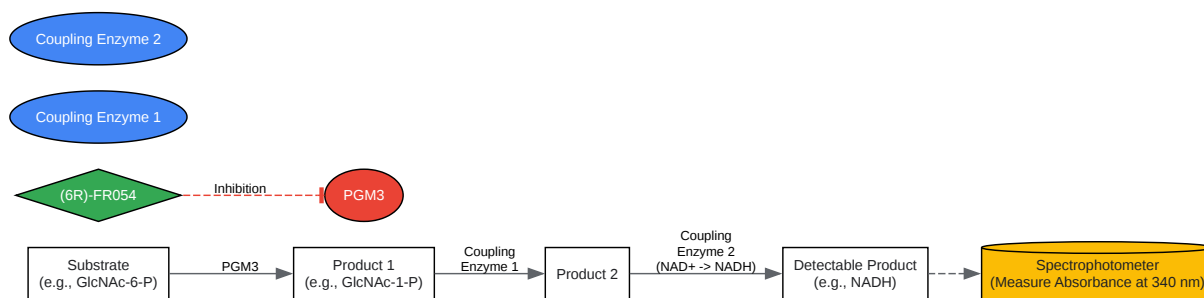 Coupling Enzyme 2
Coupling Enzyme 1
(6R)-FR054
Inhibition
PGM3
Substrate
(e.g., GlcNAc-6-P)
PGM3
Product 1
(e.g., GlcNAc-1-P)
Coupling
Enzyme 1
Product 2
Coupling
Enzyme 2
(NAD+ -> NADH)
Detectable Product
(e.g., NADH)
Spectrophotometer
(Measure Absorbance at 340 nm)